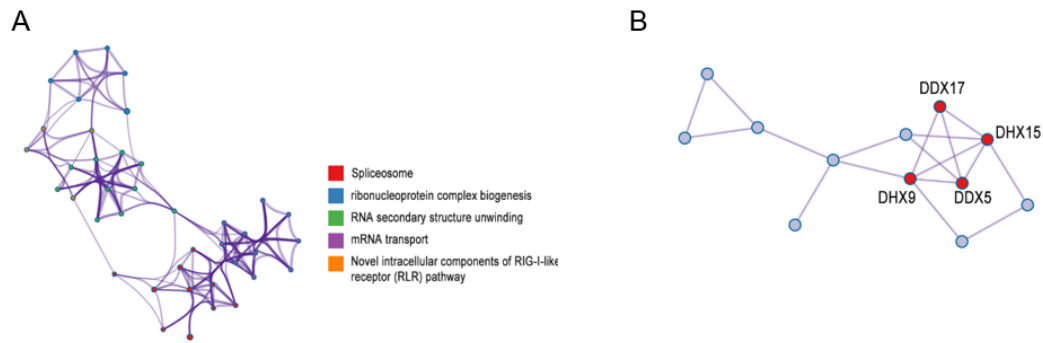 A
B
Spliceosome
ribonucleoprotein complex biogenesis
RNA secondary structure unwinding
mRNA transport
Novel intracellular components of RIG-I-like
receptor (RLR) pathway
DDX17
DHX15
DHX9
DDX5